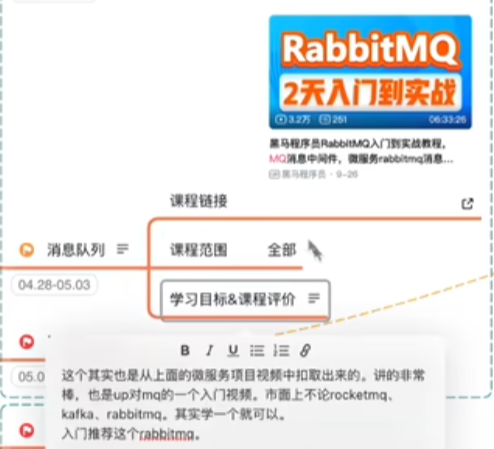 RabbitMQ
2天入门到实战
3.2万 251 06:33:26
黑马程序员RabbitMQ入门到实战教程,
MQ消息中间件，微服务rabbitmq消息...
黑马程序员 · 9-26
课程链接
消息队列
课程范围 全部
04.28-05.03
学习目标&课程评价
05.0
B I U
这个其实也是从上面的微服务项目视频中扣取出来的。讲的非常
棒，也是up对mq的一个入门视频。市面上不论rocketmq、
kafka、rabbitmq。其实学一个就可以。
入门推荐这个rabbitmq。